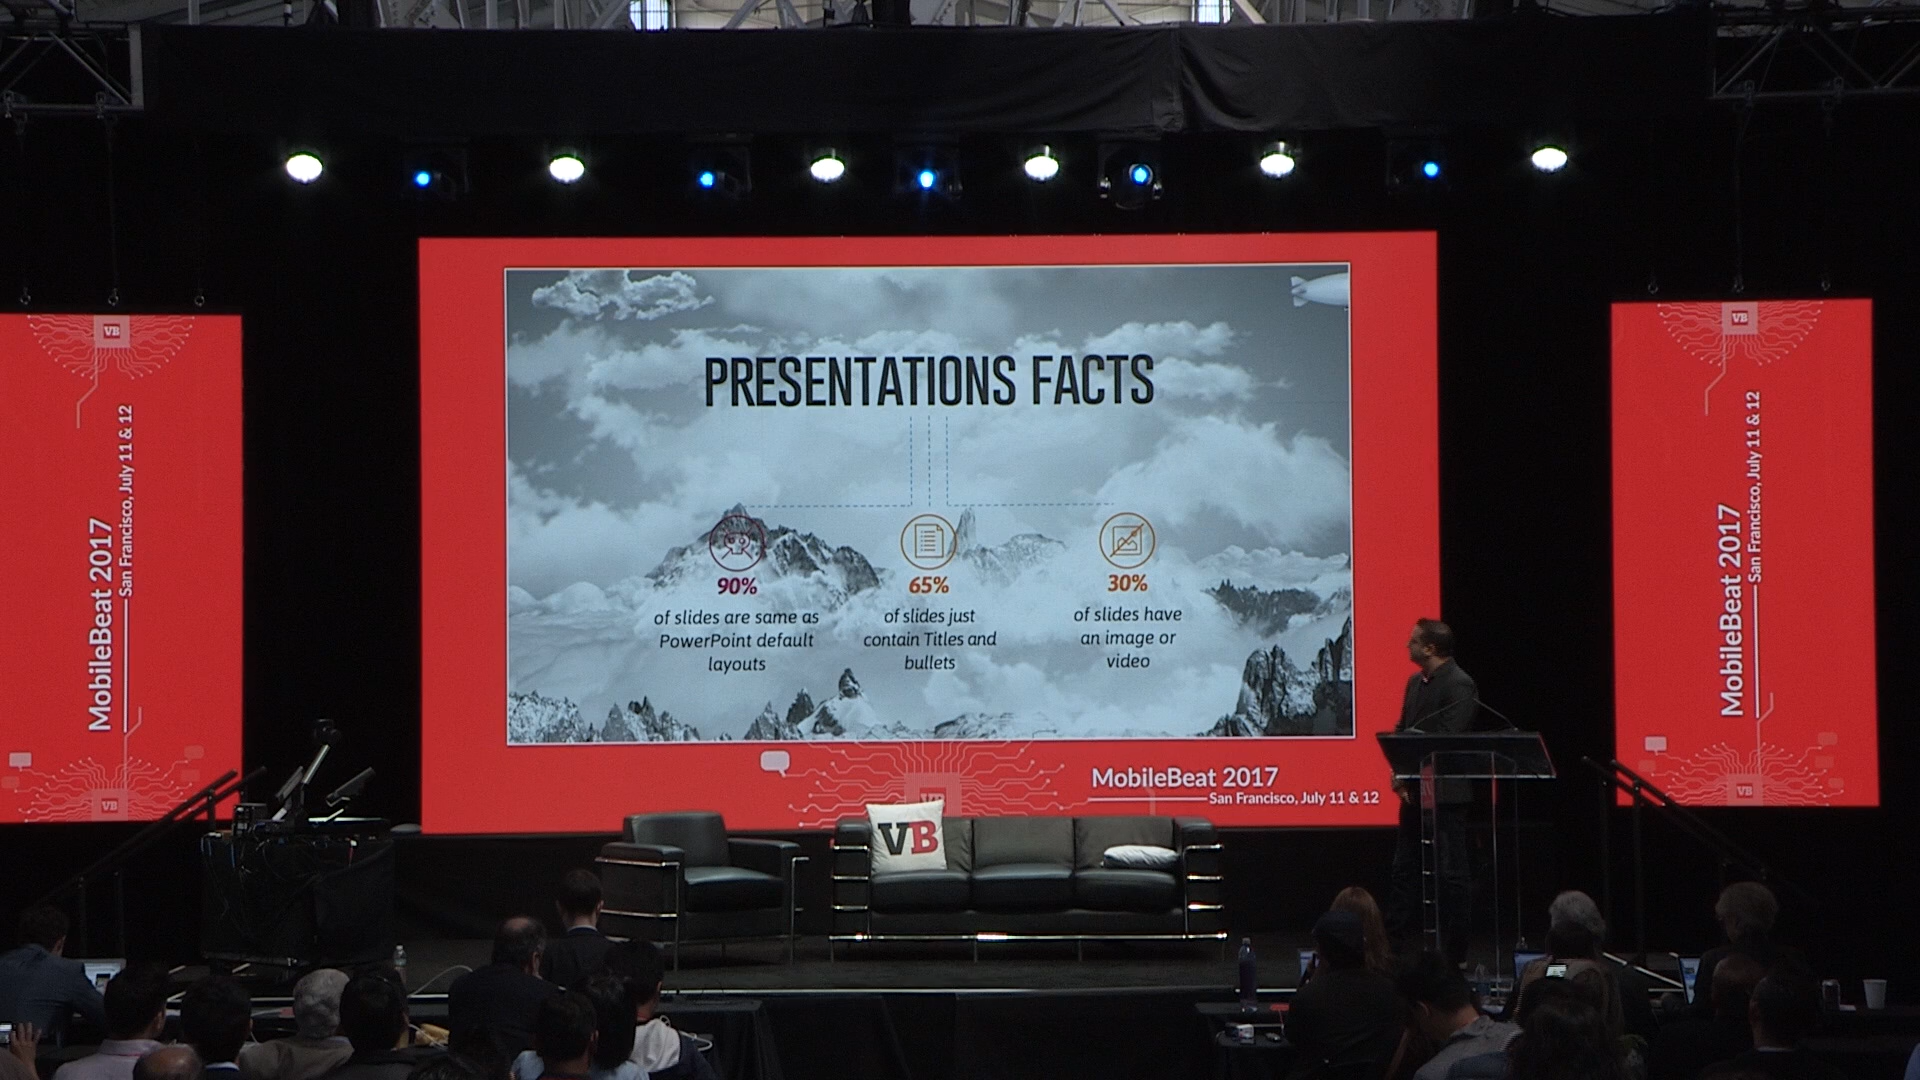 VB
San Francisco, July 11 & 12
MobileBeat 2017
VB
PRESENTATIONS FACTS
90%
of slides are same as
PowerPoint default
layouts
65%
of slides just
contain Titles and
bullets
30%
of slides have
an image or
video
MobileBeat 2017
San Francisco, July 11 & 12
VB
VB
San Francisco, July 11 & 12
MobileBeat 2017
VB